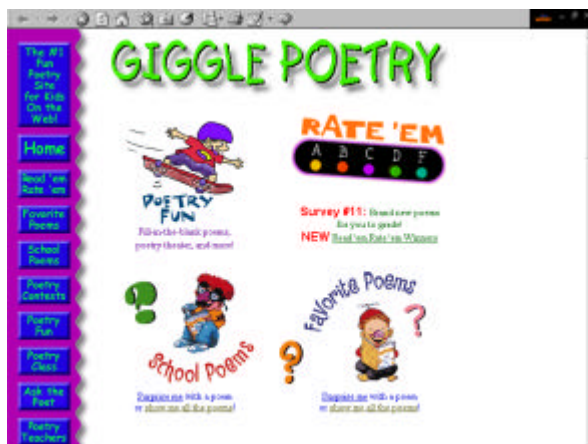 GIGGLE POETRY
The #1
Fun
Poetry
Site
for Kids
On the
Web!
Home
Read 'em
Rate 'em
Favorite
Poems
School
Poems
Poetry
Contests
Poetry
Fun
Poetry
Class
Ask the
Poet
Poetry
Teachers
POETRY
FUN
Fill-in-the-blank poems,
poetry theater, and more!
RATE 'EM
A B C D F
Survey #11: Brand new poems
for you to grade!
NEW Read 'em Rate 'em Winners
School Poems
Surprise me with a poem
or show me all the poems!
Favorite Poems
Surprise me with a poem
or show me all the poems!